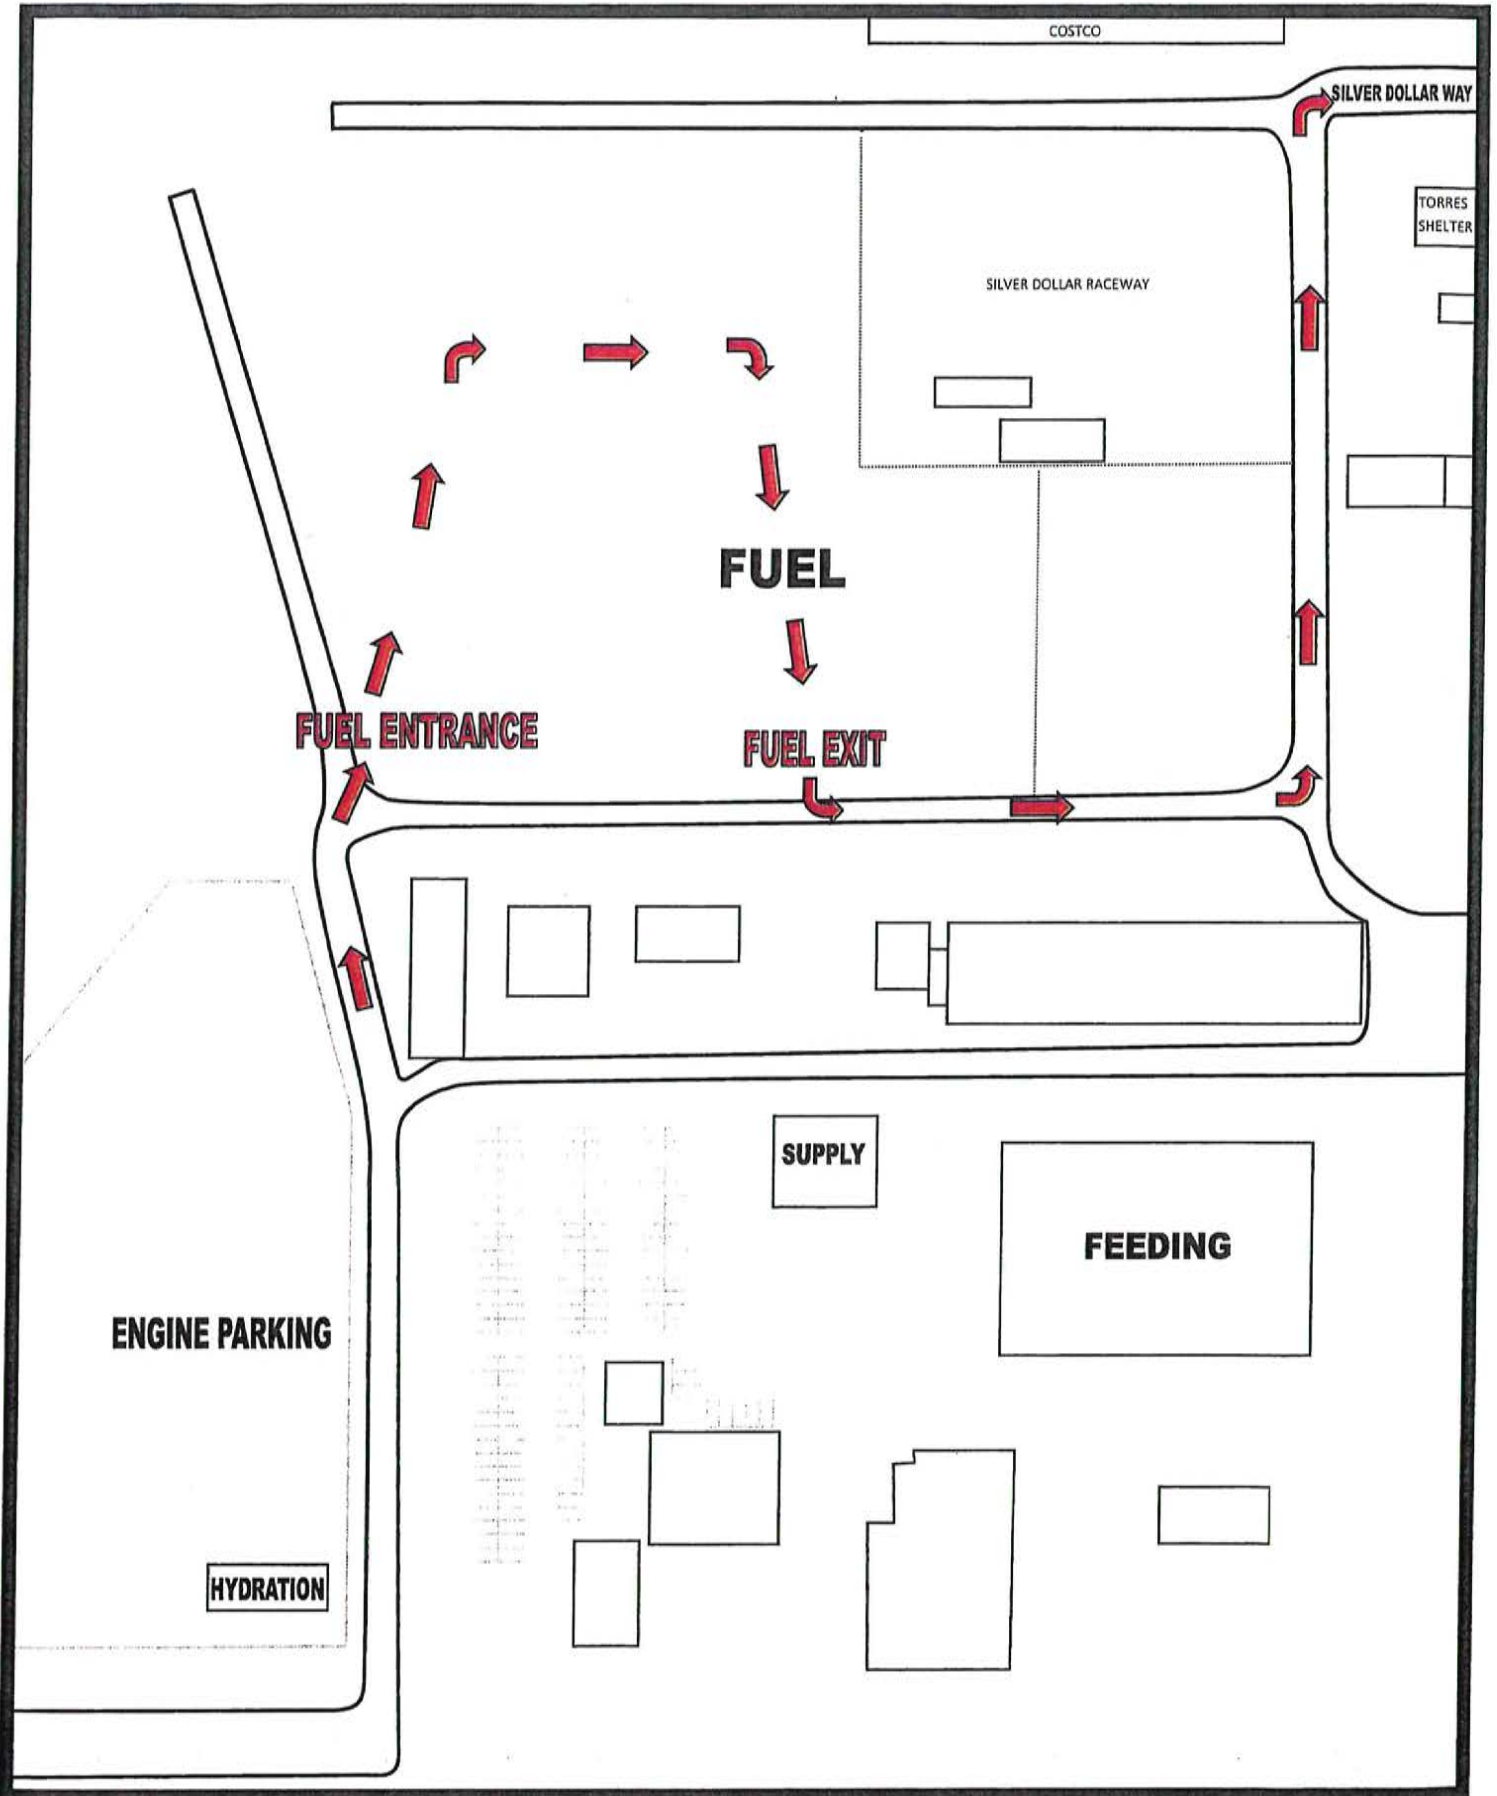 COSTCO
SILVER DOLLAR WAY
TORRES
SHELTER
SILVER DOLLAR RACEWAY
FUEL
FUEL ENTRANCE
FUEL EXIT
SUPPLY
FEEDING
ENGINE PARKING
HYDRATION